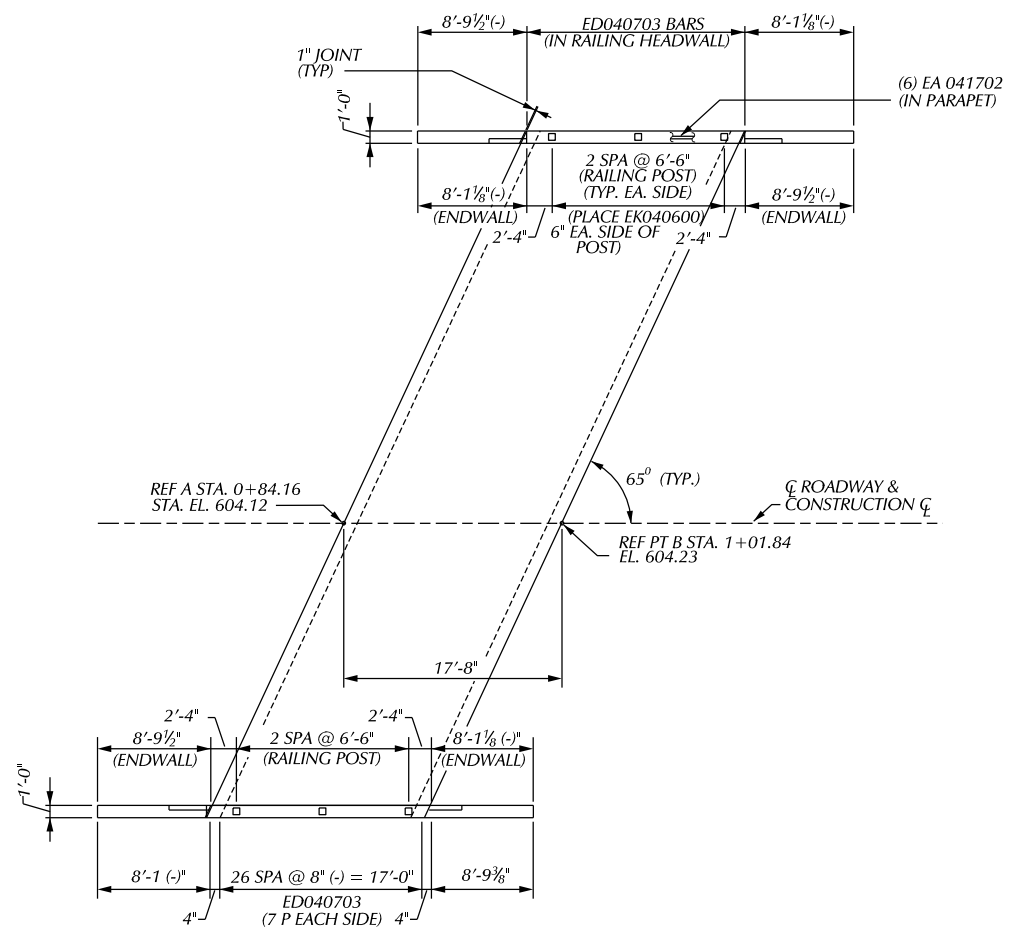 8'-9½"(-)
ED040703 BARS
(IN RAILING HEADWALL)
8'-1⅛"(-)
1" JOINT
(TYP)
(6) EA 041702
(IN PARAPET)
1'-0"
2 SPA @ 6'-6"
(RAILING POST)
(TYP. EA. SIDE)
8'-1⅛"(-)
(ENDWALL)
8'-9½"(-)
(ENDWALL)
2'-4"
(PLACE EK040600)
6" EA. SIDE OF
POST)
2'-4"
65⁰ (TYP.)
REF A STA. 0+84.16
STA. EL. 604.12
℄ ROADWAY &
CONSTRUCTION ℄
REF PT B STA. 1+01.84
EL. 604.23
17'-8"
2'-4"
2'-4"
8'-9½"
(ENDWALL)
2 SPA @ 6'-6"
(RAILING POST)
8'-1⅛ (-)"
(ENDWALL)
1'-0"
8'-1 (-)"
26 SPA @ 8" (-) = 17'-0"
8'-9⅜"
4"
ED040703
(7 P EACH SIDE)
4"